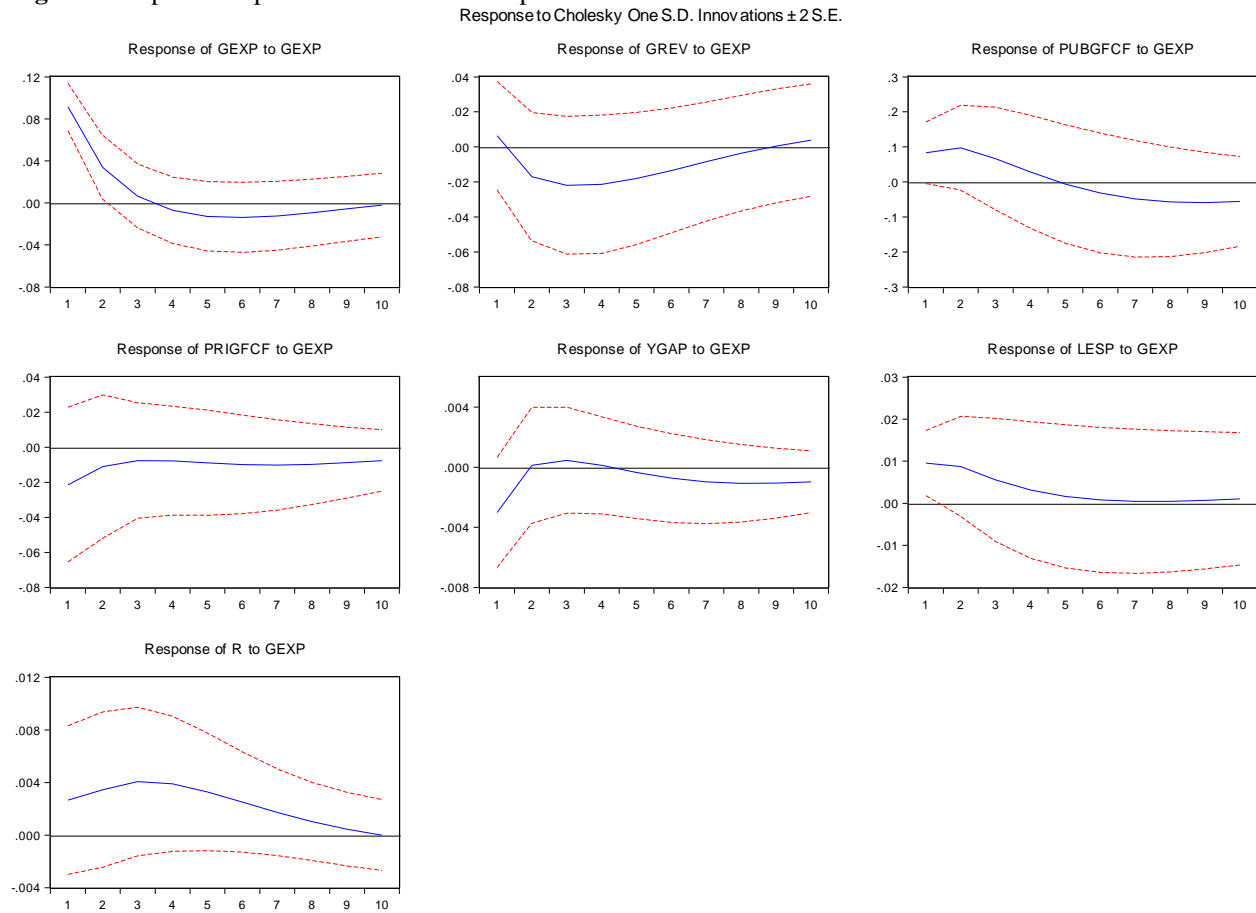 Response to Cholesky One S.D. Innovations ± 2 S.E.
Response of GEXP to GEXP
.12
.08
.04
.00
-.04
-.08
1 2 3 4 5 6 7 8 9 10
Response of GREV to GEXP
.04
.02
.00
-.02
-.04
-.06
-.08
1 2 3 4 5 6 7 8 9 10
Response of PUBGFCF to GEXP
.3
.2
.1
.0
-.1
-.2
-.3
1 2 3 4 5 6 7 8 9 10
Response of PRIGFCF to GEXP
.04
.02
.00
-.02
-.04
-.06
-.08
1 2 3 4 5 6 7 8 9 10
Response of YGAP to GEXP
.004
.000
-.004
-.008
1 2 3 4 5 6 7 8 9 10
Response of LESP to GEXP
.03
.02
.01
.00
-.01
-.02
1 2 3 4 5 6 7 8 9 10
Response of R to GEXP
.012
.008
.004
.000
-.004
1 2 3 4 5 6 7 8 9 10